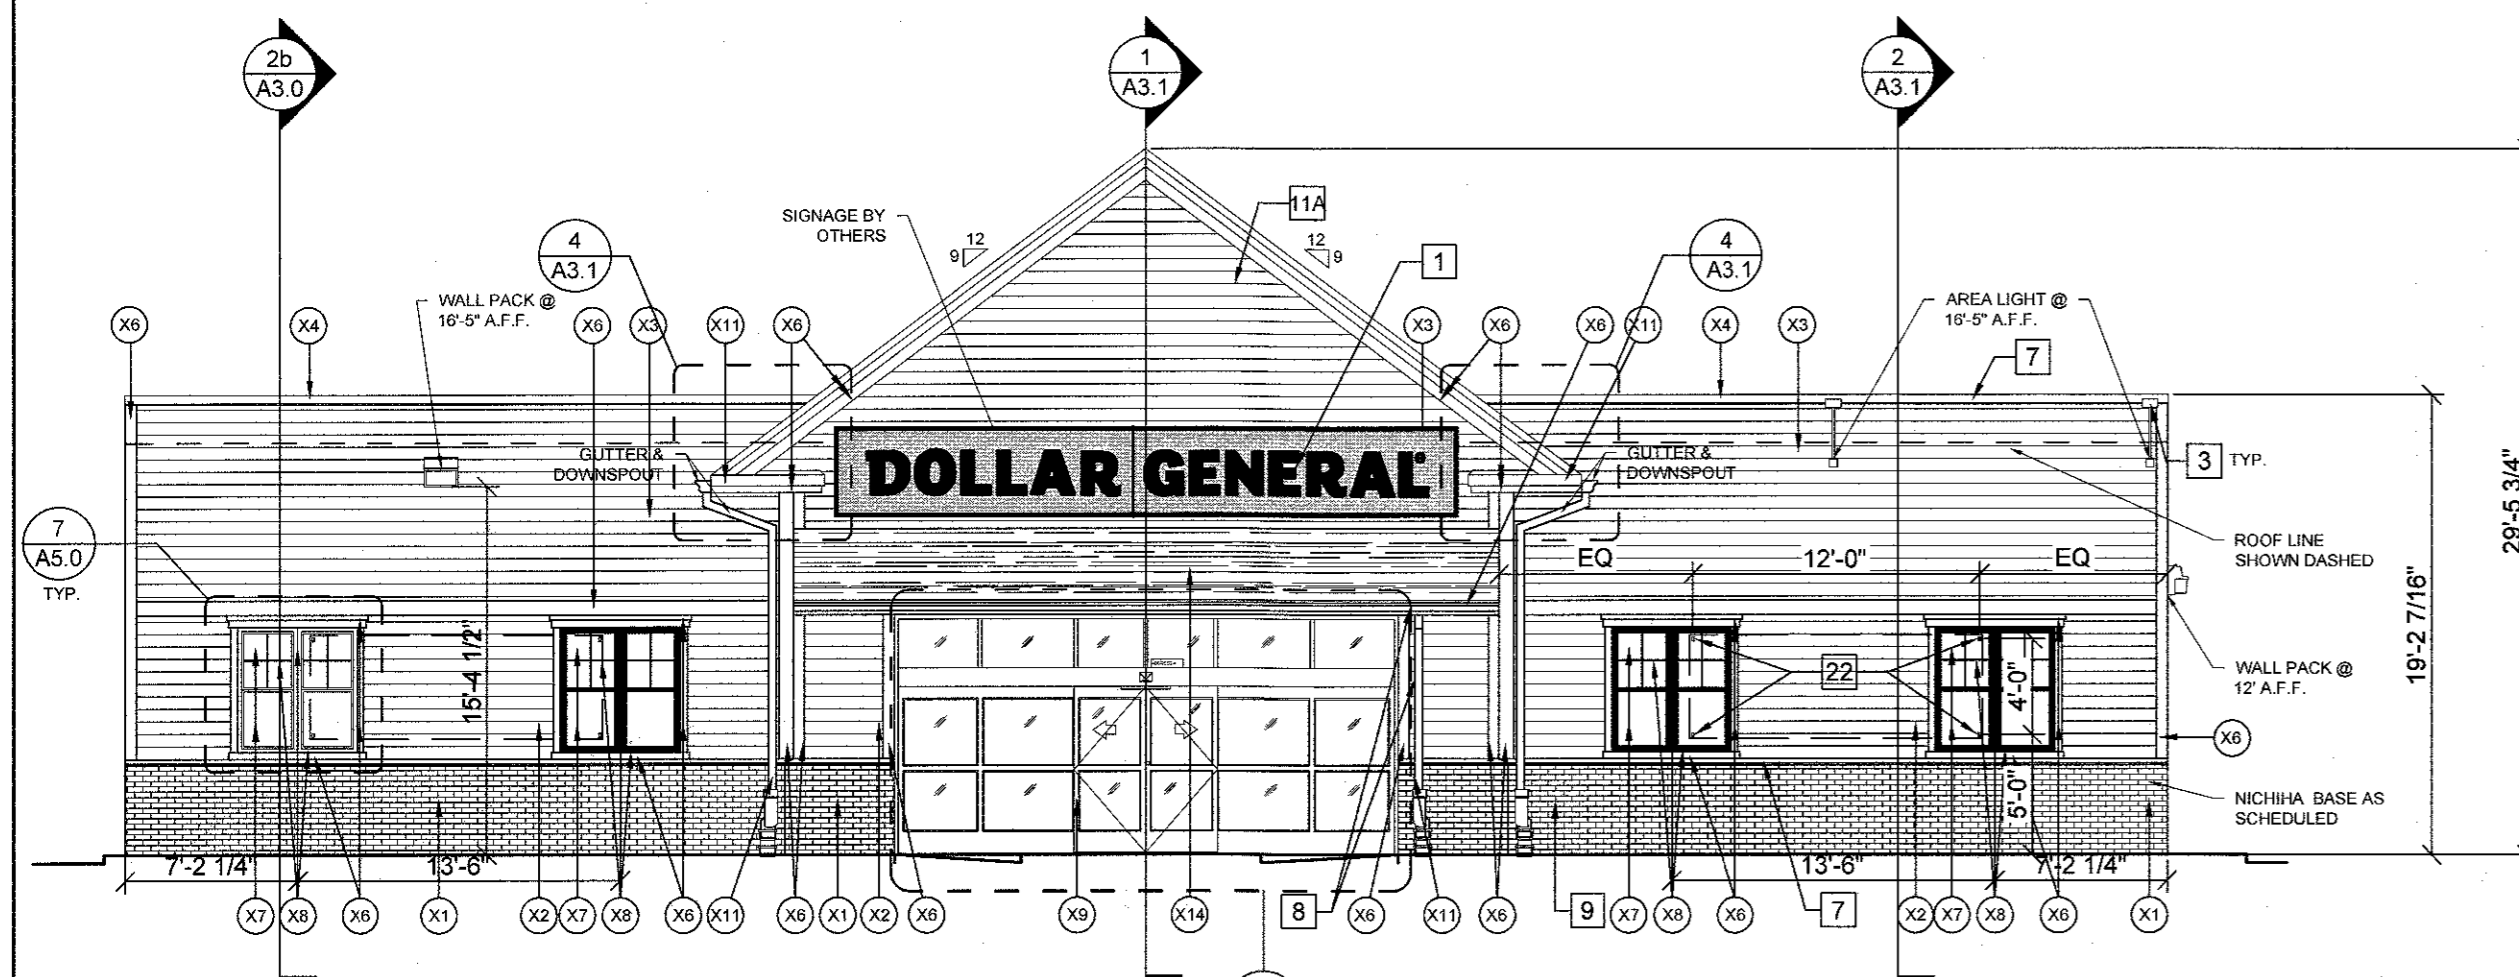 2b
A3.0
1
A3.1
2
A3.1
SIGNAGE BY
OTHERS
11A
4
A3.1
12
9
12
9
1
4
A3.1
WALL PACK @
16'-5" A.F.F.
AREA LIGHT @
16'-5" A.F.F.
X6
X4
X6
X3
X11
X6
X3
X6
X6
X11
X4
X3
7
GUTTER &
DOWNSPOUT
DOLLAR GENERAL®
GUTTER &
DOWNSPOUT
3 TYP.
7
A5.0
TYP.
ROOF LINE
SHOWN DASHED
EQ
12'-0"
EQ
29'-5 3/4"
19'-2 7/16"
15'-4 1/2"
22
4'-0"
WALL PACK @
12' A.F.F.
X6
5'-0"
NICHIHA BASE AS
SCHEDULED
7'-2 1/4"
13'-6"
13'-6"
7'-2 1/4"
X7
X8
X6
X1
X2
X7
X8
X6
X11
X6
X1
X2
X6
X9
X14
8
X6
X11
X6
9
X7
X8
X6
7
X2
X7
X8
X6
X1